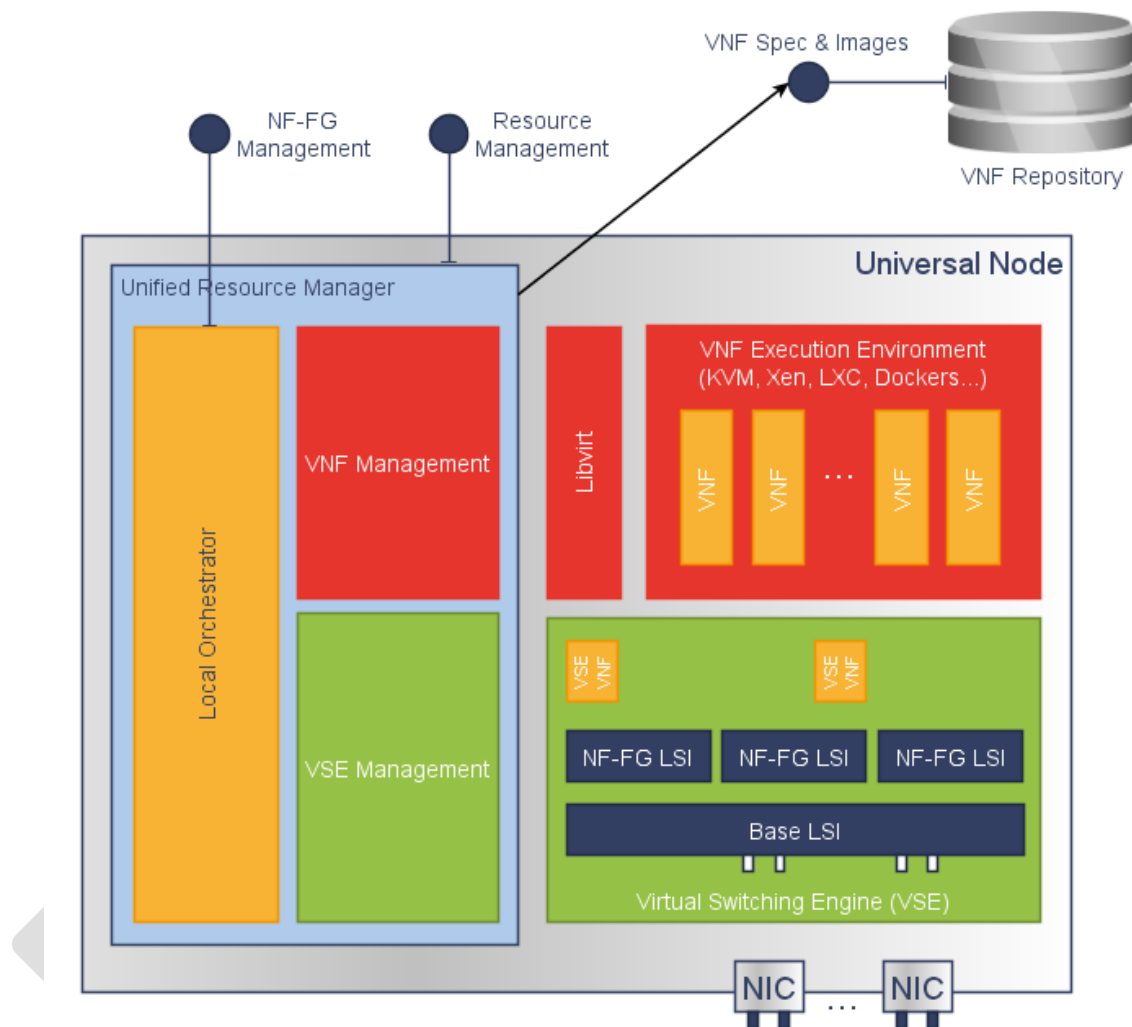 VNF Spec & Images
NF-FG
Management
Resource
Management
VNF Repository
Universal Node
Unified Resource Manager
Local Orchestrator
VNF Management
VSE Management
Libvirt
VNF Execution Environment
(KVM, Xen, LXC, Dockers...)
VNF
VNF
...
VNF
VNF
VSE
VNF
VSE
VNF
NF-FG LSI
NF-FG LSI
NF-FG LSI
Base LSI
Virtual Switching Engine (VSE)
NIC
...
NIC